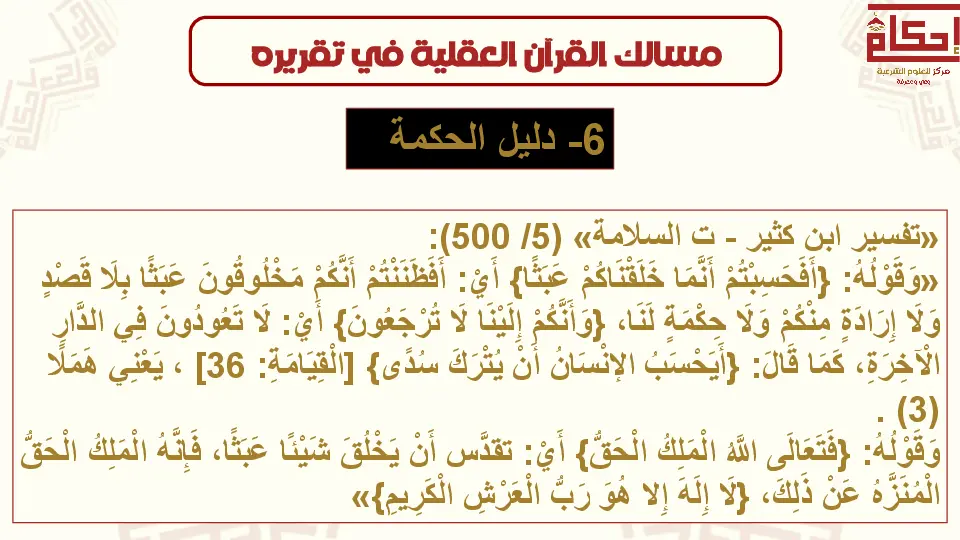 إحكام
مركز للعلوم الشرعية
وعي ومعرفة
مسالك القرآن العقلية في تقريره
6- دليل الحكمة
«تفسير ابن كثير - ت السلامة» (5/ 500):
«وَقَوْلُهُ: {أَفَحَسِبْتُمْ أَنَّمَا خَلَقْنَاكُمْ عَبَثًا} أَيْ: أَفَظَنَنْتُمْ أَنَّكُمْ مَخْلُوقُونَ عَبَثًا بِلَا قَصْدٍ
وَلَا إِرَادَةٍ مِنْكُمْ وَلَا حِكْمَةٍ لَنَا، {وَأَنَّكُمْ إِلَيْنَا لَا تُرْجَعُونَ} أَيْ: لَا تَعُودُونَ فِي الدَّارِ
الْآخِرَةِ، كَمَا قَالَ: {أَيَحْسَبُ الإنْسَانُ أَنْ يُتْرَكَ سُدًى} [الْقِيَامَةِ: 36] ، يَعْنِي هَمَلًا
(3) .
وَقَوْلُهُ: {فَتَعَالَى اللَّهُ الْمَلِكُ الْحَقُّ} أَيْ: تقدَّس أَنْ يَخْلُقَ شَيْئًا عَبَثًا، فَإِنَّهُ الْمَلِكُ الْحَقُّ
الْمُنَزَّهُ عَنْ ذَلِكَ، {لَا إِلَهَ إِلا هُوَ رَبُّ الْعَرْشِ الْكَرِيمِ}»